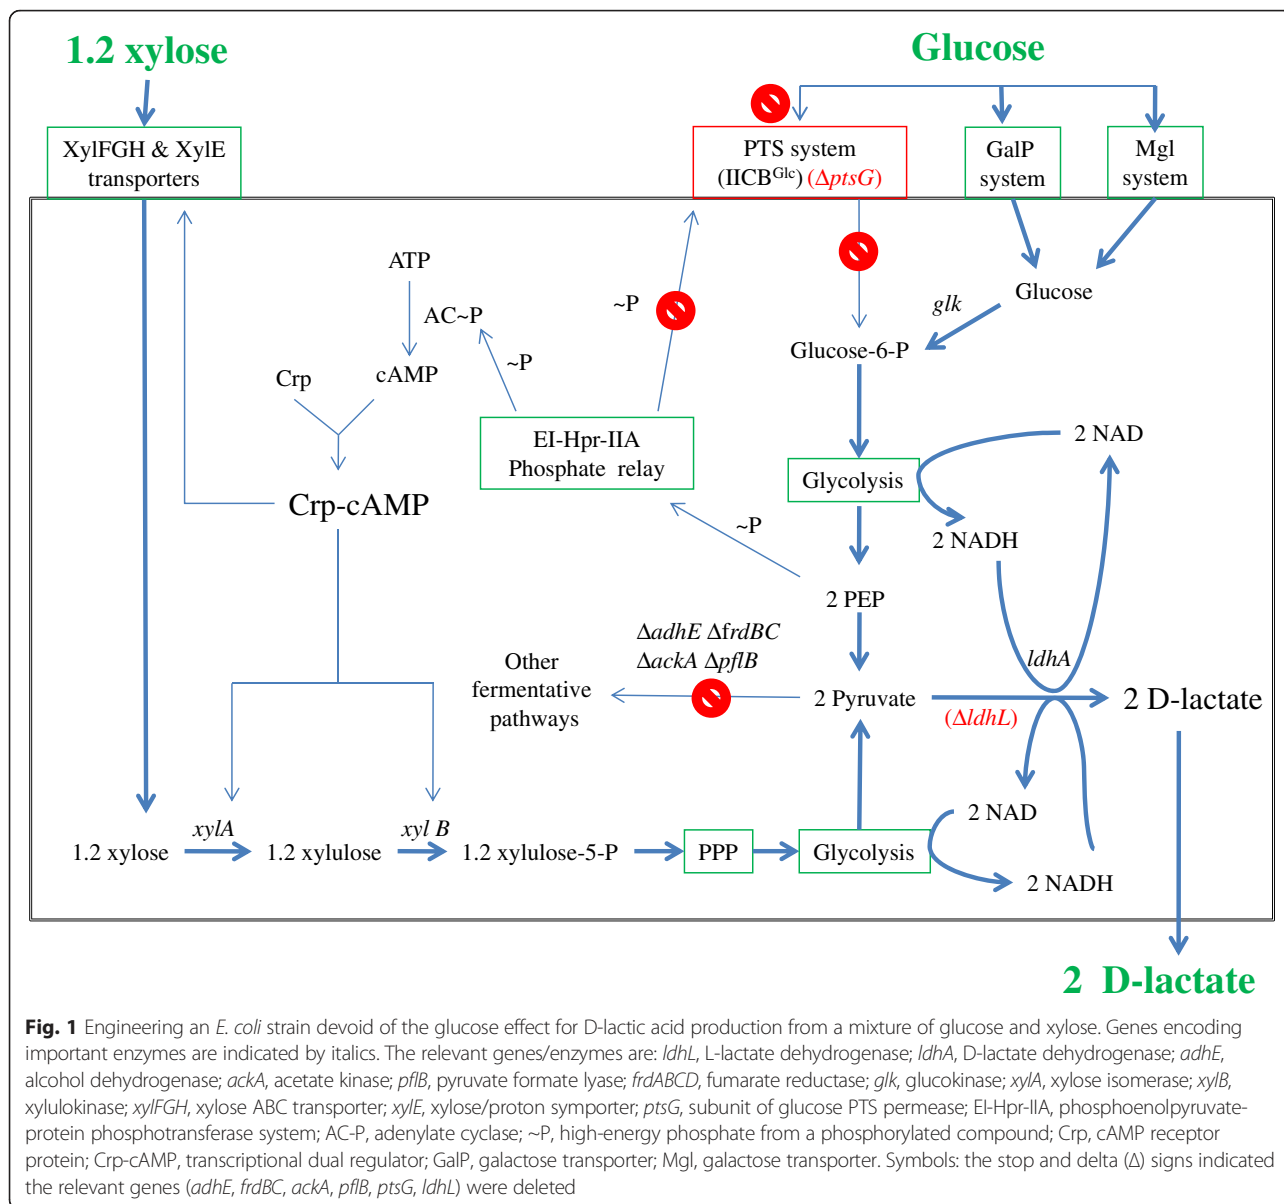 1.2 xylose
Glucose
XylFGH & XylE
transporters
PTS system
(IICB^Glc) (ΔptsG)
GalP
system
Mgl
system
ATP
AC~P
~P
~P
Crp
cAMP
glk
Glucose
Glucose-6-P
EI-Hpr-IIA
Phosphate relay
2 NAD
Glycolysis
Crp-cAMP
~P
2 NADH
2 PEP
ΔadhE ΔfrdBC
ΔackA ΔpflB
Other
fermentative
pathways
ldhA
2 Pyruvate
(ΔldhL)
2 D-lactate
2 NAD
xylA
xyl B
1.2 xylose
1.2 xylulose
1.2 xylulose-5-P
PPP
Glycolysis
2 NADH
2 D-lactate
Fig. 1 Engineering an E. coli strain devoid of the glucose effect for D-lactic acid production from a mixture of glucose and xylose. Genes encoding
important enzymes are indicated by italics. The relevant genes/enzymes are: ldhL, L-lactate dehydrogenase; ldhA, D-lactate dehydrogenase; adhE,
alcohol dehydrogenase; ackA, acetate kinase; pflB, pyruvate formate lyase; frdABCD, fumarate reductase; glk, glucokinase; xylA, xylose isomerase; xylB,
xylulokinase; xylFGH, xylose ABC transporter; xylE, xylose/proton symporter; ptsG, subunit of glucose PTS permease; EI-Hpr-IIA, phosphoenolpyruvate-
protein phosphotransferase system; AC-P, adenylate cyclase; ~P, high-energy phosphate from a phosphorylated compound; Crp, cAMP receptor
protein; Crp-cAMP, transcriptional dual regulator; GalP, galactose transporter; Mgl, galactose transporter. Symbols: the stop and delta (Δ) signs indicated
the relevant genes (adhE, frdBC, ackA, pflB, ptsG, ldhL) were deleted